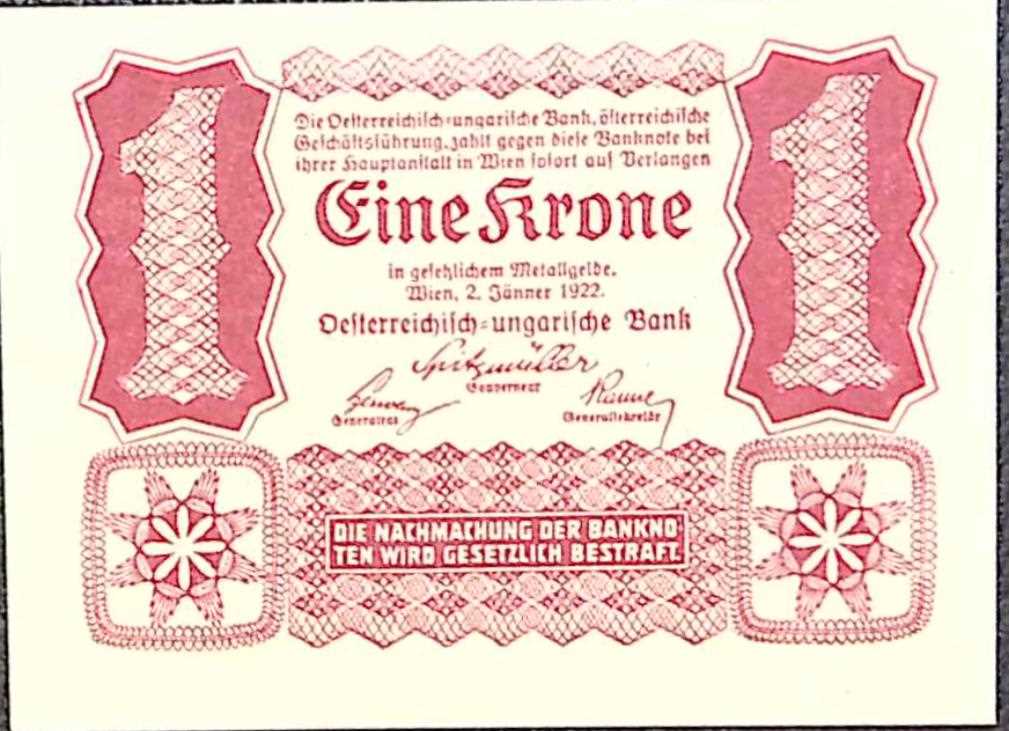 1
1
Die Oesterreichisch-ungarische Bank, österreichische
Geschäftsführung, zahlt gegen diese Banknote bei
ihrer Hauptanstalt in Wien sofort auf Verlangen
Eine Krone
in gesetzlichem Metallgelde.
Wien, 2. Jänner 1922.
Oesterreichisch-ungarische Bank
Spitzmüller
Gouverneur
Generalrat
Generalsekretär
DIE NACHMACHUNG DER BANKNO
TEN WIRD GESETZLICH BESTRAFT.